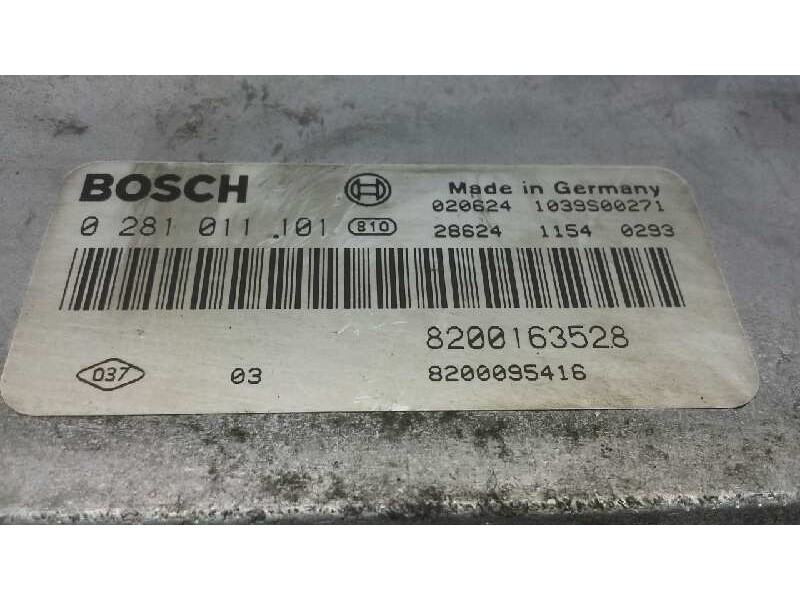 BOSCH Made in Germany
020624 1039S00271
0 281 011 101 810 28624 1154 0293
8200163528
037 03 8200095416